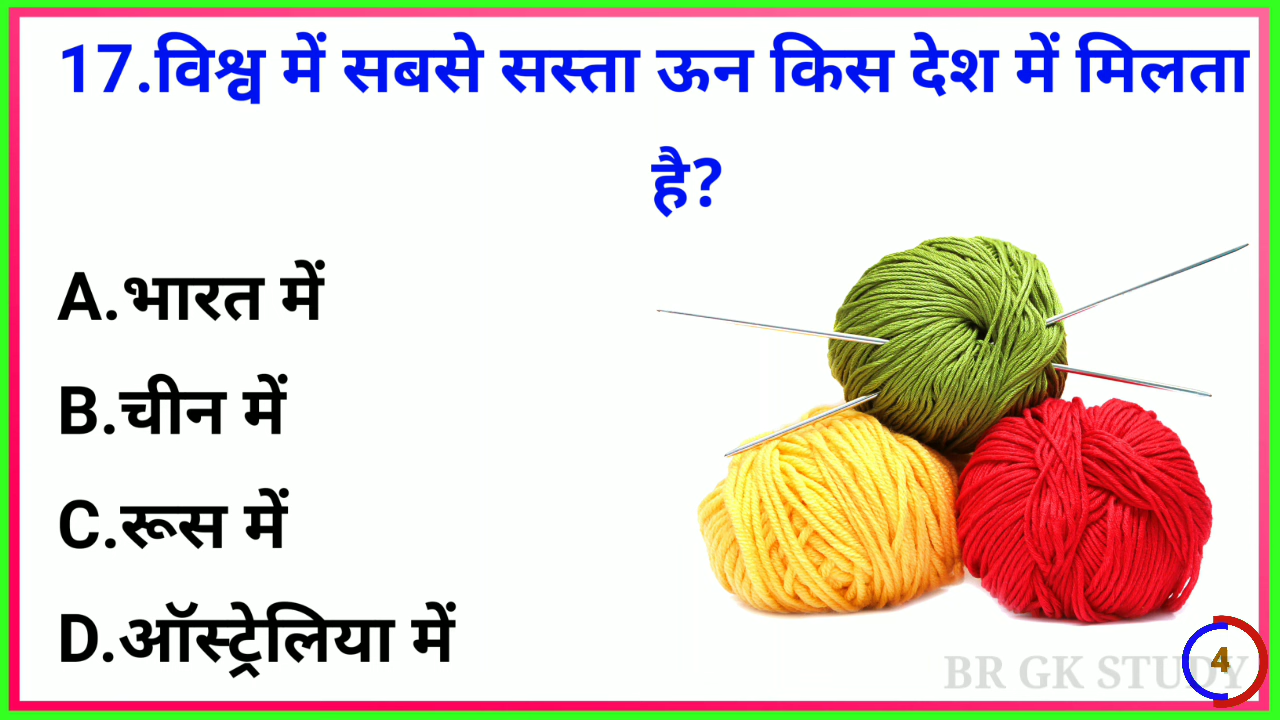 17.विश्व में सबसे सस्ता ऊन किस देश में मिलता
है?
A.भारत में
B.चीन में
C.रूस में
D.ऑस्ट्रेलिया में
BR GK STUDY
4